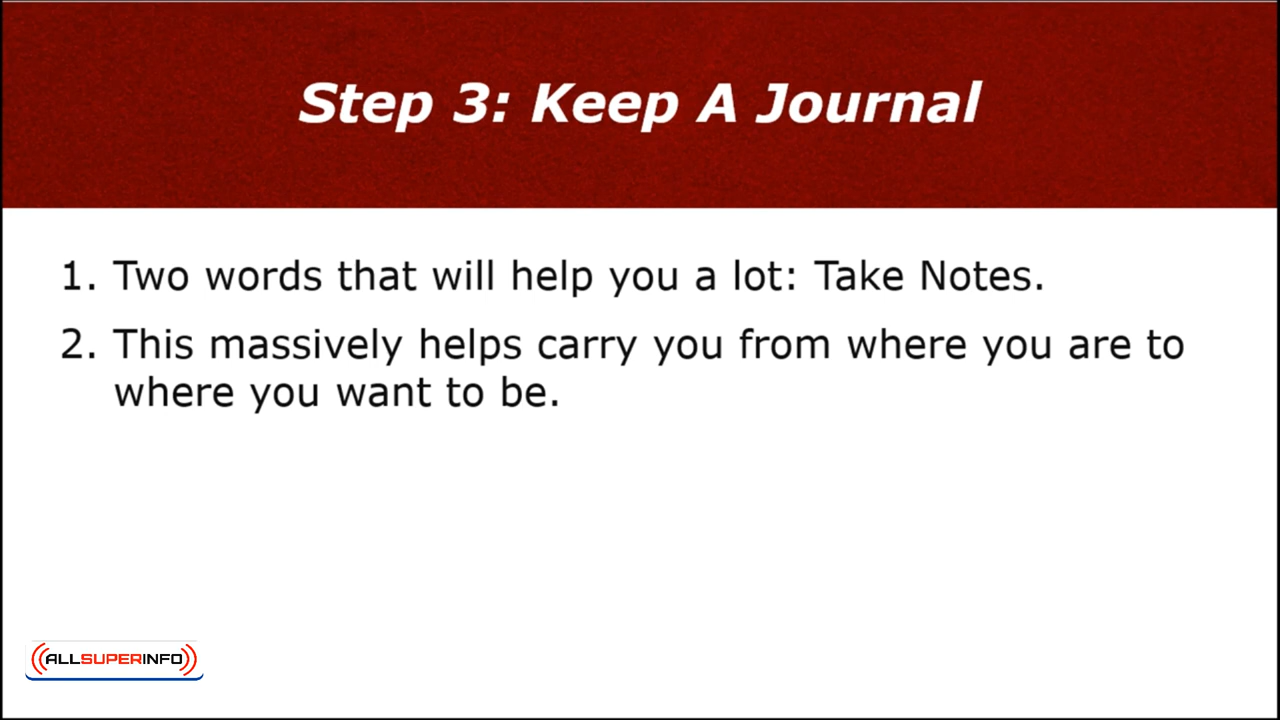 Step 3: Keep A Journal
1. Two words that will help you a lot: Take Notes.
2. This massively helps carry you from where you are to
where you want to be.
ALLSUPERINFO